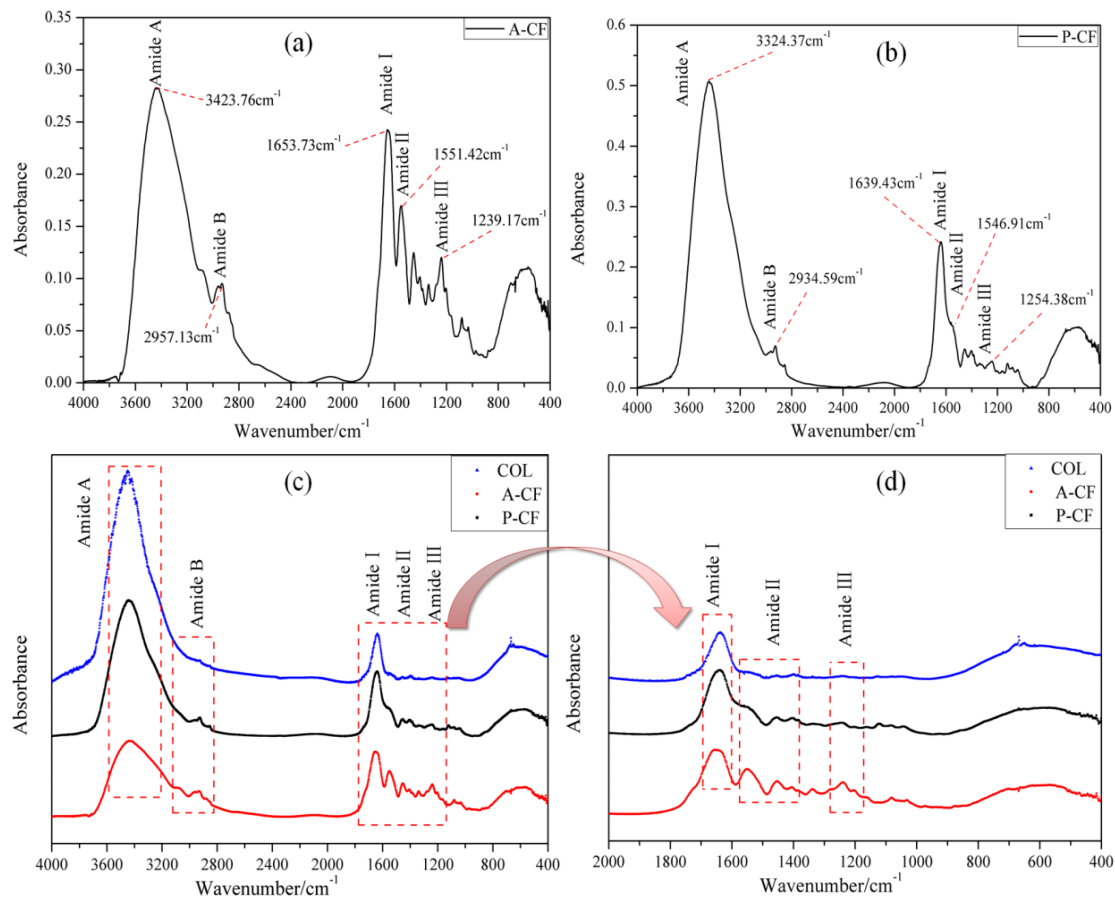 (a)
A-CF
Amide A
3423.76cm-1
Amide B
2957.13cm-1
Amide I
1653.73cm-1
Amide II
1551.42cm-1
Amide III
1239.17cm-1
0.35
0.30
0.25
0.20
0.15
0.10
0.05
0.00
Absorbance
4000 3600 3200 2800 2400 2000 1600 1200 800 400
Wavenumber/cm-1
(b)
P-CF
Amide A
3324.37cm-1
Amide B
2934.59cm-1
Amide I
1639.43cm-1
Amide II
1546.91cm-1
Amide III
1254.38cm-1
0.6
0.5
0.4
0.3
0.2
0.1
0.0
Absorbance
4000 3600 3200 2800 2400 2000 1600 1200 800 400
Wavenumber/cm-1
(c)
COL
A-CF
P-CF
Amide A
Amide B
Amide I
Amide II
Amide III
Absorbance
4000 3600 3200 2800 2400 2000 1600 1200 800 400
Wavenumber/cm-1
(d)
COL
A-CF
P-CF
Amide I
Amide II
Amide III
Absorbance
2000 1800 1600 1400 1200 1000 800 600 400
Wavenumber/cm-1